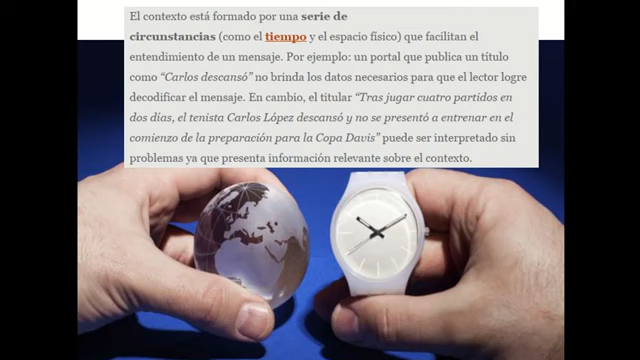 El contexto está formado por una serie de
circunstancias (como el tiempo y el espacio físico) que facilitan el
entendimiento de un mensaje. Por ejemplo: un portal que publica un título
como “Carlos descansó” no brinda los datos necesarios para que el lector logre
decodificar el mensaje. En cambio, el titular “Tras jugar cuatro partidos en
dos días, el tenista Carlos López descansó y no se presentó a entrenar en el
comienzo de la preparación para la Copa Davis” puede ser interpretado sin
problemas ya que presenta información relevante sobre el contexto.